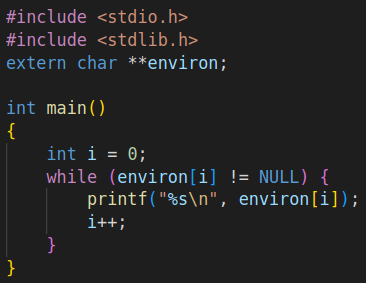 #include <stdio.h>
#include <stdlib.h>
extern char **environ;

int main()
{
    int i = 0;
    while (environ[i] != NULL) {
        printf("%s\n", environ[i]);
        i++;
    }
}